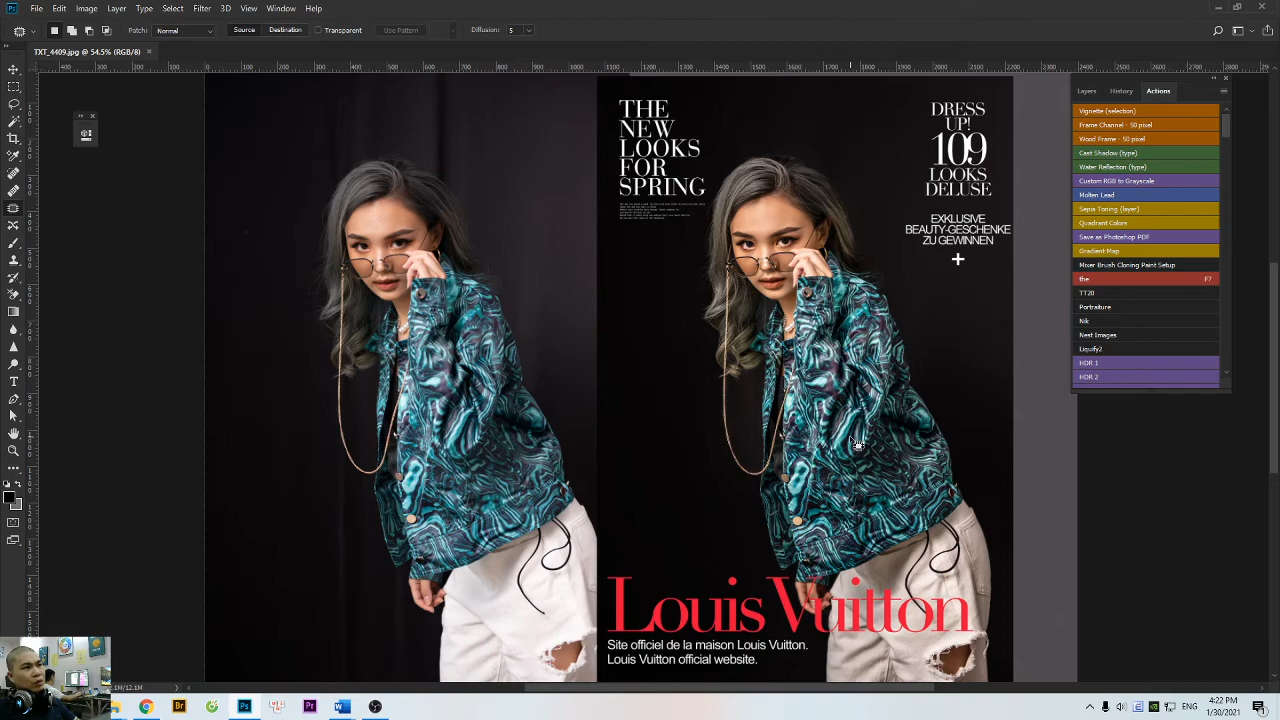 File Edit Image Layer Type Select Filter 3D View Window Help
Patch: Normal Source Destination Transparent Use Pattern Diffusion: 5
TXT_4409.jpg @ 54.5% (RGB/8)
Layers History Actions
Vignette (selection)
Frame Channel - 50 pixel
Wood Frame - 50 pixel
Cast Shadow (type)
Water Reflection (type)
Custom RGB to Grayscale
Molten Lead
Sepia Toning (layer)
Quadrant Colors
Save as Photoshop PDF
Gradient Map
Mixer Brush Cloning Paint Setup
the F7
TT20
Portraiture
Nik
Nest Images
Liquify2
HDR 1
HDR 2
THE
NEW
LOOKS
FOR
SPRING
DRESS
UP!
109
LOOKS
DELUSE
EXKLUSIVE
BEAUTY-GESCHENKE
ZU GEWINNEN
+
Louis Vuitton
Site officiel de la maison Louis Vuitton.
Louis Vuitton official website.
.1M/12.1M
ENG
4:22 PM
1/30/2021